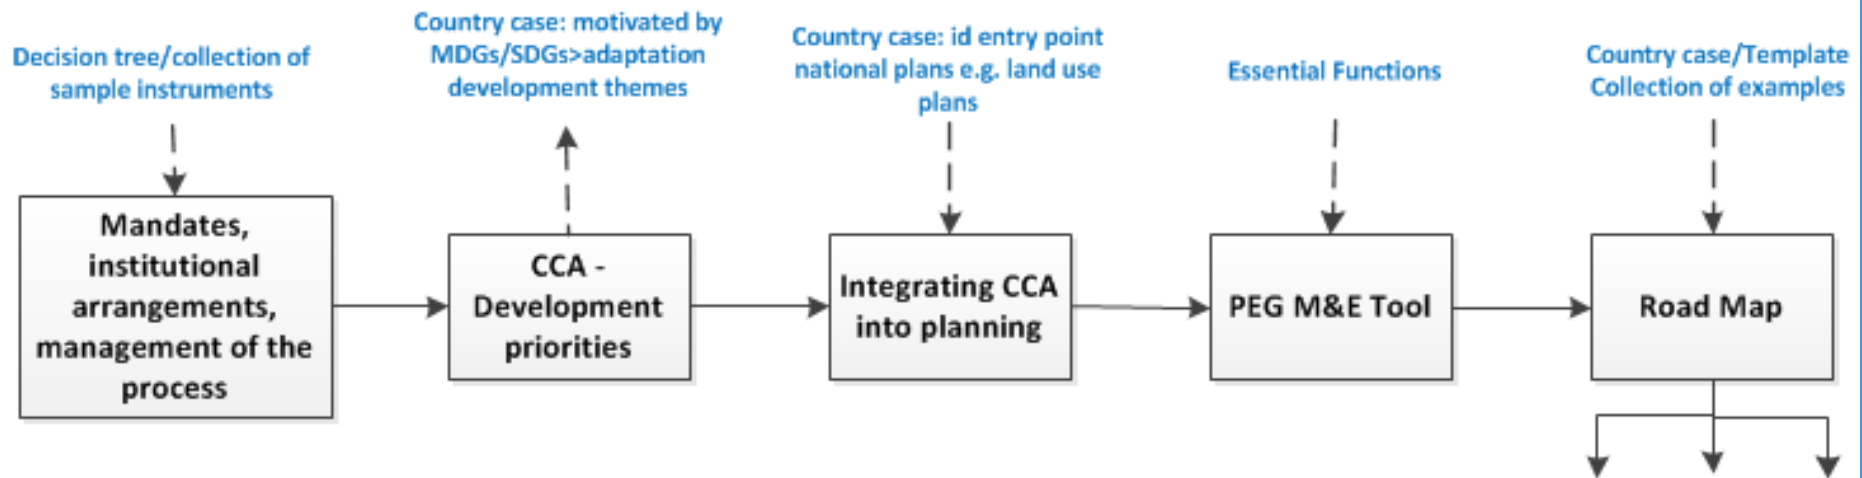 Decision tree/collection of
sample instruments
Country case: motivated by
MDGs/SDGs>adaptation
development themes
Country case: id entry point
national plans e.g. land use
plans
Essential Functions
Country case/Template
Collection of examples
Mandates,
institutional
arrangements,
management of the
process
CCA -
Development
priorities
Integrating CCA
into planning
PEG M&E Tool
Road Map